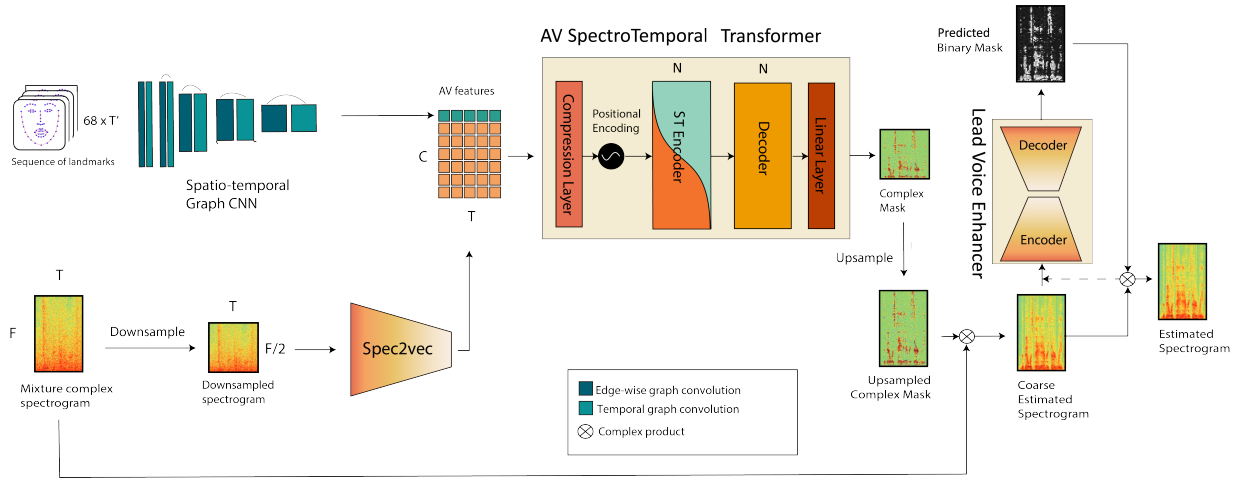 AV SpectroTemporal Transformer
Predicted
Binary Mask
68 x T'
Sequence of landmarks
Spatio-temporal
Graph CNN
AV features
C
T
Compression Layer
Positional
Encoding
N
ST Encoder
N
Decoder
Linear Layer
Complex
Mask
Upsample
Lead Voice Enhancer
Decoder
Encoder
T
F
Mixture complex
spectrogram
Downsample
T
F/2
Downsampled
spectrogram
Spec2vec
Upsampled
Complex Mask
Coarse
Estimated
Spectrogram
Estimated
Spectrogram
Edge-wise graph convolution
Temporal graph convolution
Complex product